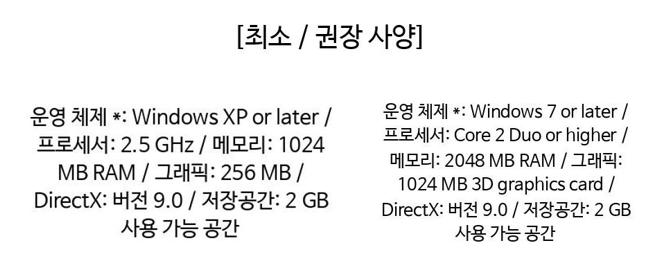 [최소 / 권장 사양]
운영 체제 *: Windows XP or later /
프로세서: 2.5 GHz / 메모리: 1024
MB RAM / 그래픽: 256 MB /
DirectX: 버전 9.0 / 저장공간: 2 GB
사용 가능 공간
운영 체제 *: Windows 7 or later /
프로세서: Core 2 Duo or higher /
메모리: 2048 MB RAM / 그래픽:
1024 MB 3D graphics card /
DirectX: 버전 9.0 / 저장공간: 2 GB
사용 가능 공간